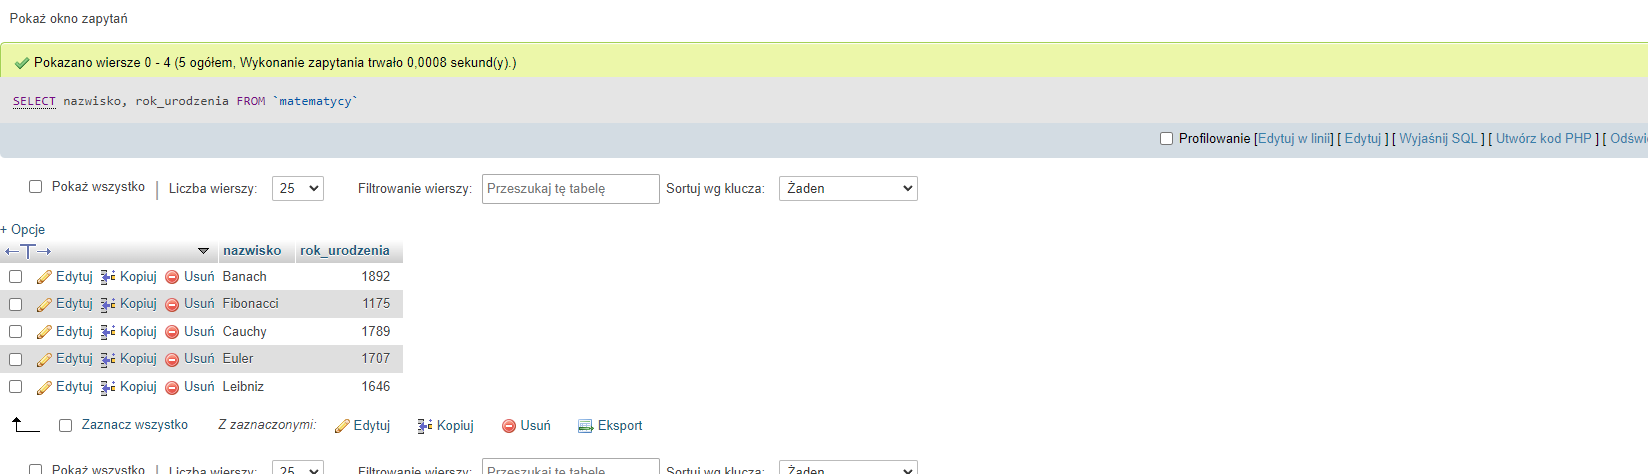 Pokaż okno zapytań
Pokazano wiersze 0 - 4 (5 ogółem, Wykonanie zapytania trwało 0,0008 sekund(y).)
SELECT nazwisko, rok_urodzenia FROM `matematycy`
Profilowanie [Edytuj w linii] [ Edytuj ] [ Wyjaśnij SQL ] [ Utwórz kod PHP ] [ Odświ
Pokaż wszystko | Liczba wierszy: 25 Filtrowanie wierszy: Przeszukaj tę tabelę Sortuj wg klucza: Żaden
+ Opcje
←T→ nazwisko rok_urodzenia
Edytuj Kopiuj Usuń Banach 1892
Edytuj Kopiuj Usuń Fibonacci 1175
Edytuj Kopiuj Usuń Cauchy 1789
Edytuj Kopiuj Usuń Euler 1707
Edytuj Kopiuj Usuń Leibniz 1646
Zaznacz wszystko Z zaznaczonymi: Edytuj Kopiuj Usuń Eksport
Pokaż wszystko | Liczba wierszy: 25 Filtrowanie wierszy: Przeszukaj tę tabelę Sortuj wg klucza: Żaden